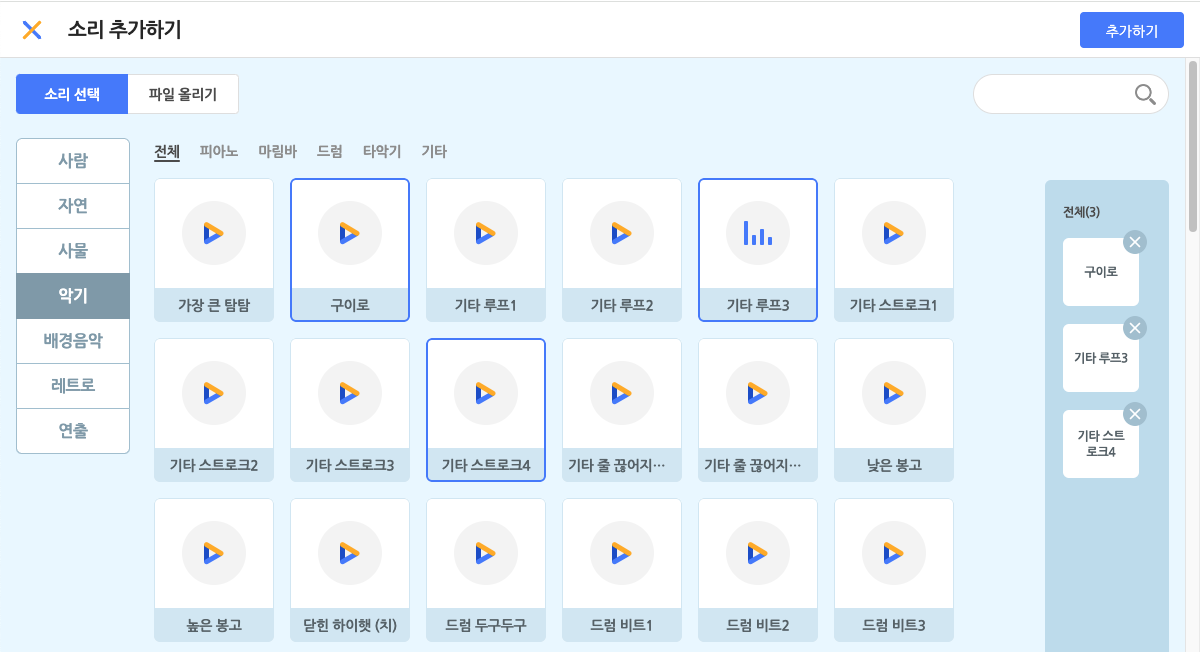 소리 추가하기
추가하기
소리 선택
파일 올리기
사람
자연
사물
악기
배경음악
레트로
연출
전체 피아노 마림바 드럼 타악기 기타
가장 큰 탐탐
구이로
기타 루프1
기타 루프2
기타 루프3
기타 스트로크1
기타 스트로크2
기타 스트로크3
기타 스트로크4
기타 줄 끊어지…
기타 줄 끊어지…
낮은 봉고
높은 봉고
닫힌 하이햇 (치)
드럼 두구두구
드럼 비트1
드럼 비트2
드럼 비트3
전체(3)
구이로
기타 루프3
기타 스트
로크4